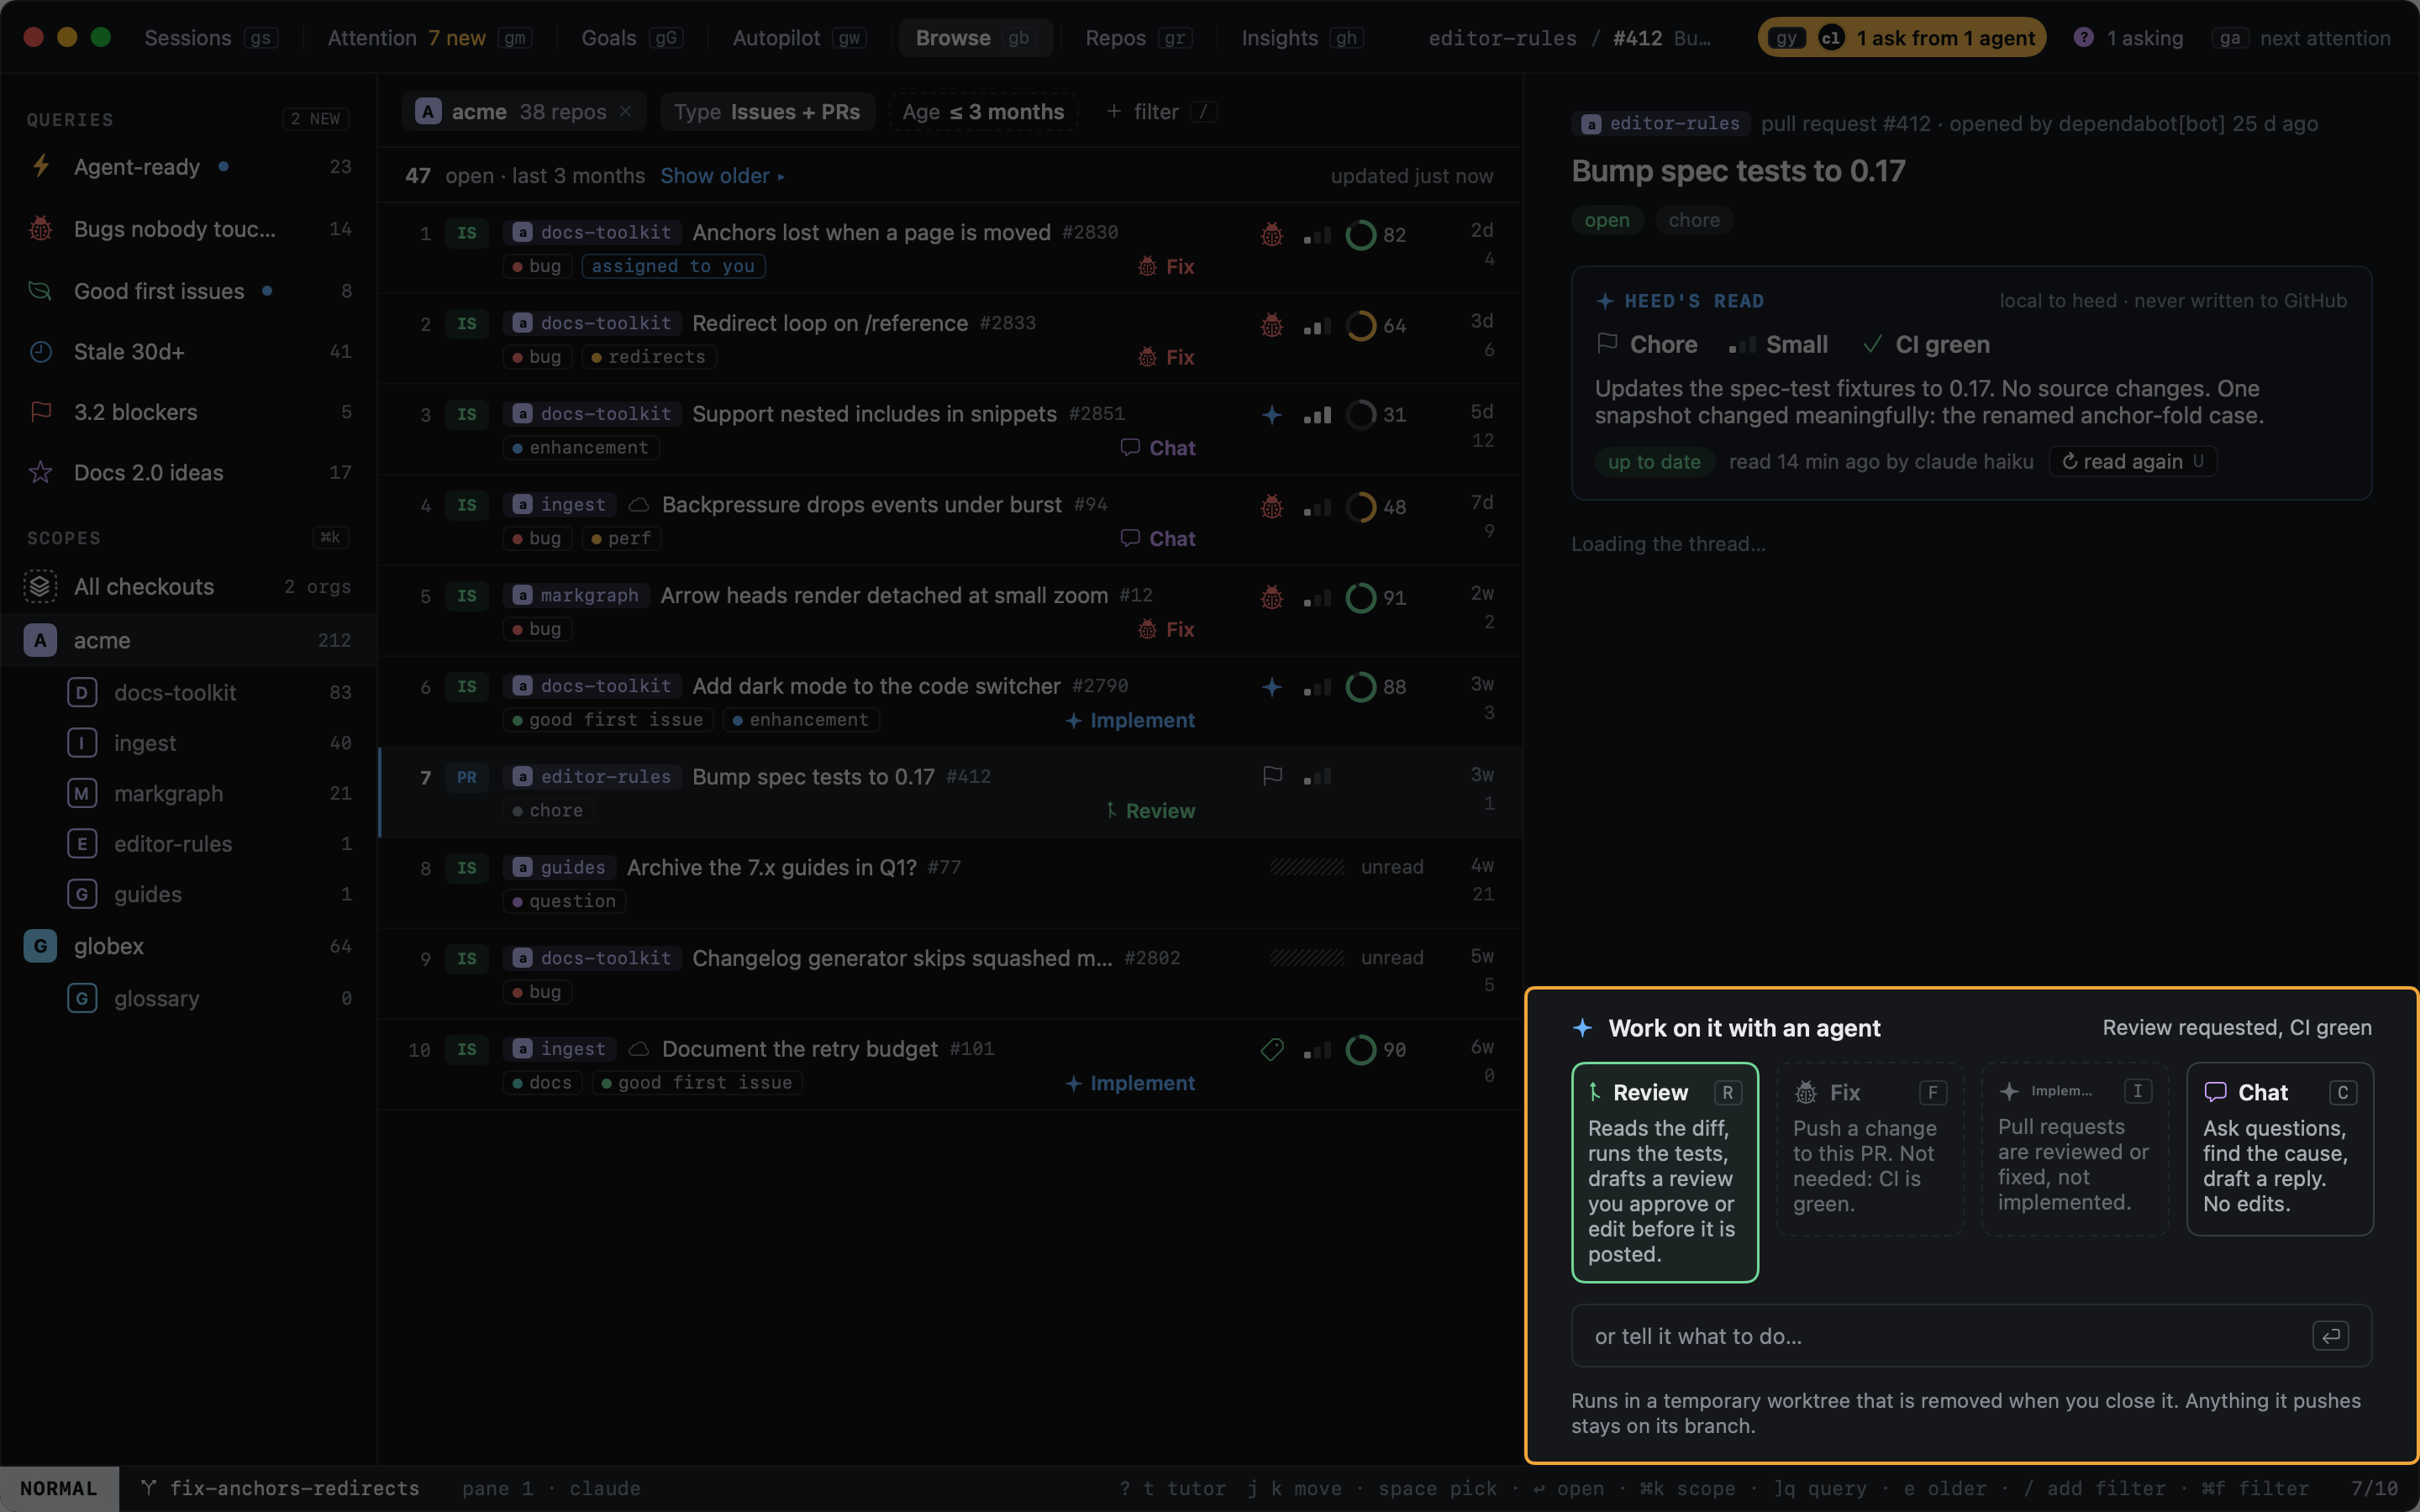 Sessions gs Attention 7 new gm Goals gG Autopilot gw Browse gb Repos gr Insights gh editor-rules / #412 Bu… gy cl 1 ask from 1 agent ? 1 asking ga next attention
QUERIES 2 NEW
Agent-ready 23
Bugs nobody touc… 14
Good first issues 8
Stale 30d+ 41
3.2 blockers 5
Docs 2.0 ideas 17
SCOPES ⌘k
All checkouts 2 orgs
A acme 212
D docs-toolkit 83
I ingest 40
M markgraph 21
E editor-rules 1
G guides 1
G globex 64
G glossary 0
A acme 38 repos × Type Issues + PRs Age ≤ 3 months + filter /
47 open · last 3 months Show older ▸ updated just now
1 IS a docs-toolkit Anchors lost when a page is moved #2830 82 2d
bug assigned to you Fix 4
2 IS a docs-toolkit Redirect loop on /reference #2833 64 3d
bug redirects Fix 6
3 IS a docs-toolkit Support nested includes in snippets #2851 31 5d
enhancement Chat 12
4 IS a ingest Backpressure drops events under burst #94 48 7d
bug perf Chat 9
5 IS a markgraph Arrow heads render detached at small zoom #12 91 2w
bug Fix 2
6 IS a docs-toolkit Add dark mode to the code switcher #2790 88 3w
good first issue enhancement Implement 3
7 PR a editor-rules Bump spec tests to 0.17 #412 3w
chore Review 1
8 IS a guides Archive the 7.x guides in Q1? #77 unread 4w
question 21
9 IS a docs-toolkit Changelog generator skips squashed m… #2802 unread 5w
bug 5
10 IS a ingest Document the retry budget #101 90 6w
docs good first issue Implement 0
a editor-rules pull request #412 · opened by dependabot[bot] 25 d ago
Bump spec tests to 0.17
open chore
HEED'S READ local to heed · never written to GitHub
Chore Small CI green
Updates the spec-test fixtures to 0.17. No source changes. One
snapshot changed meaningfully: the renamed anchor-fold case.
up to date read 14 min ago by claude haiku read again U
Loading the thread…
Work on it with an agent Review requested, CI green
Review R
Reads the diff,
runs the tests,
drafts a review
you approve or
edit before it is
posted.
Fix F
Push a change
to this PR. Not
needed: CI is
green.
Implem… I
Pull requests
are reviewed or
fixed, not
implemented.
Chat C
Ask questions,
find the cause,
draft a reply.
No edits.
or tell it what to do…
Runs in a temporary worktree that is removed when you close it. Anything it pushes
stays on its branch.
NORMAL fix-anchors-redirects pane 1 · claude ? t tutor j k move · space pick · ↩ open · ⌘k scope · ]q query · e older · / add filter · ⌘f filter 7/10